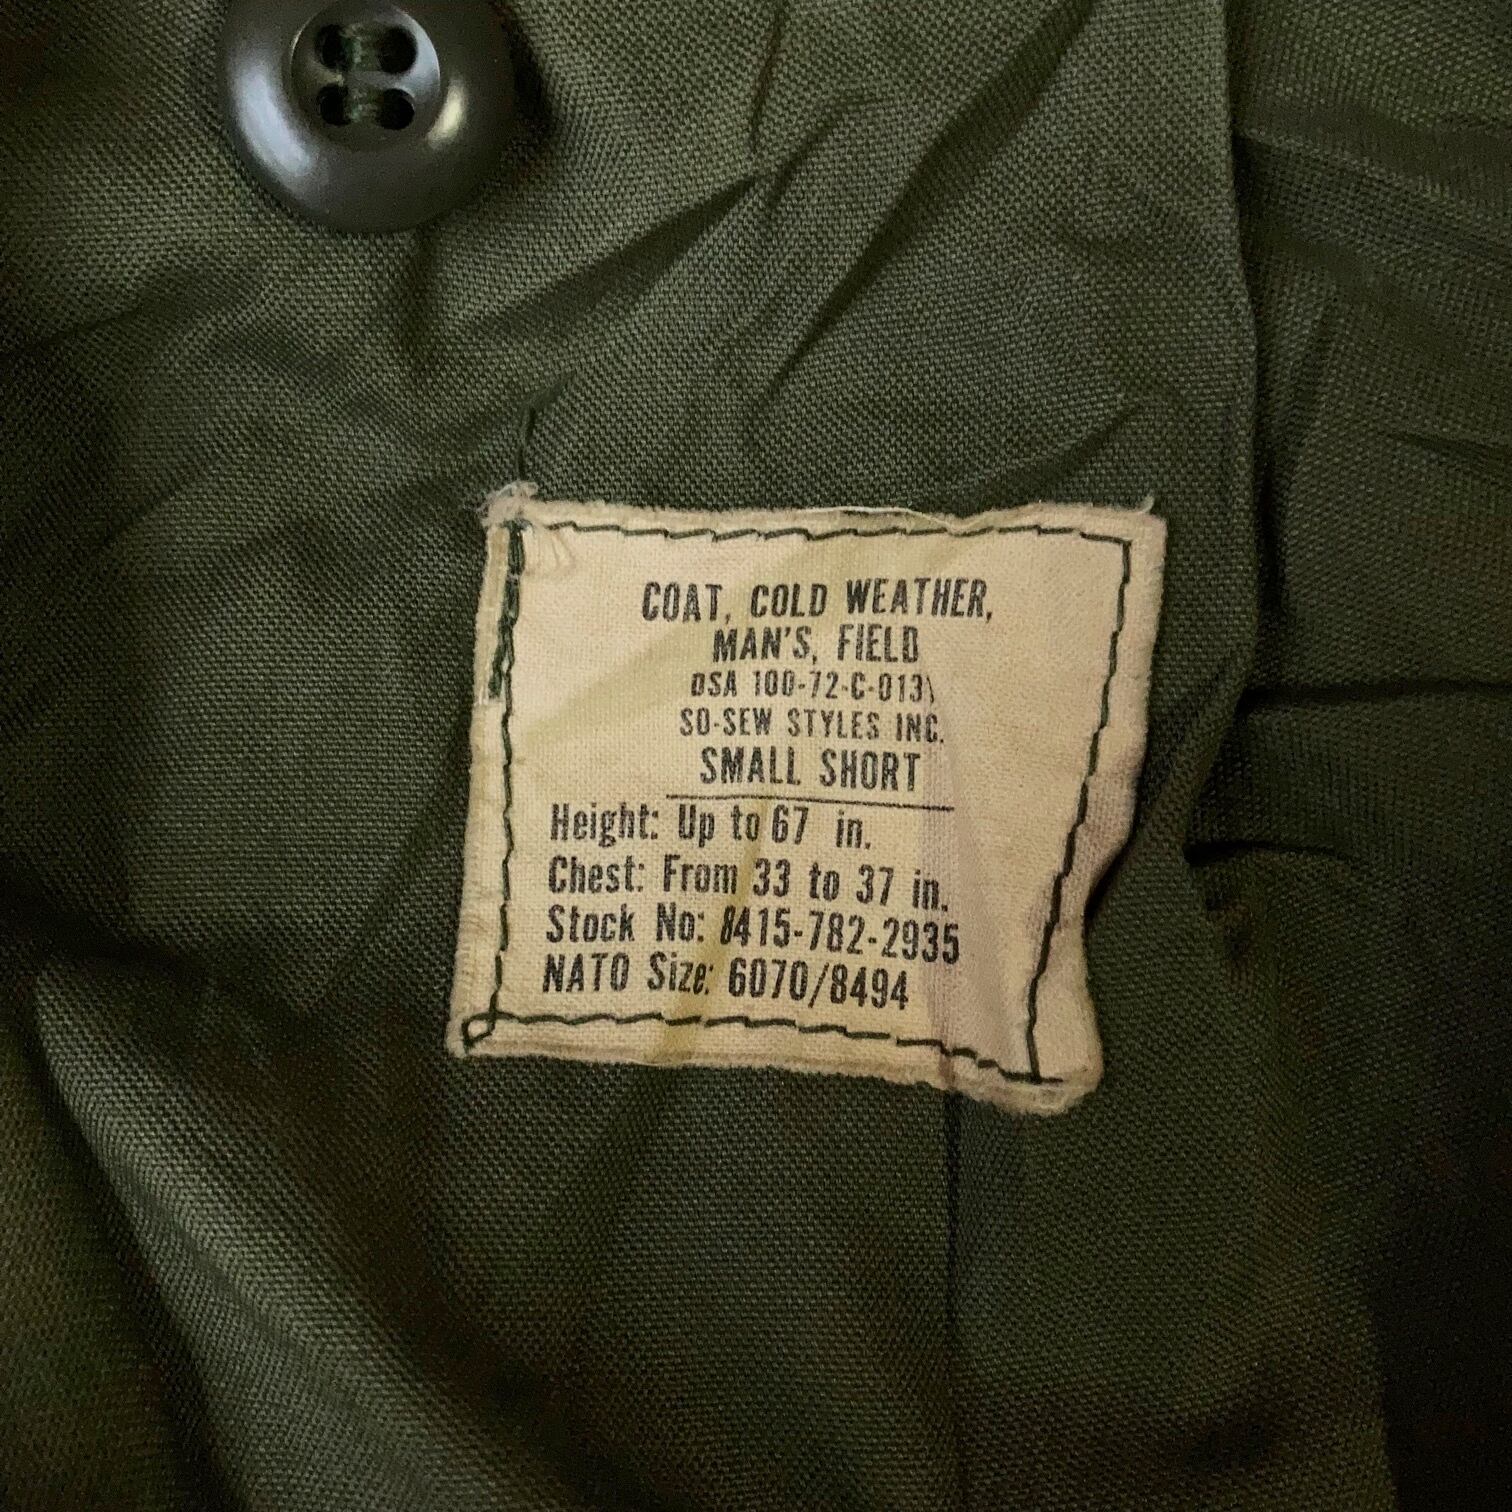 COAT, COLD WEATHER,
MAN'S, FIELD
DSA 100-72-C-0131
SO-SEW STYLES INC.
SMALL SHORT
Height: Up to 67 in.
Chest: From 33 to 37 in.
Stock No: 8415-782-2935
NATO Size: 6070/8494